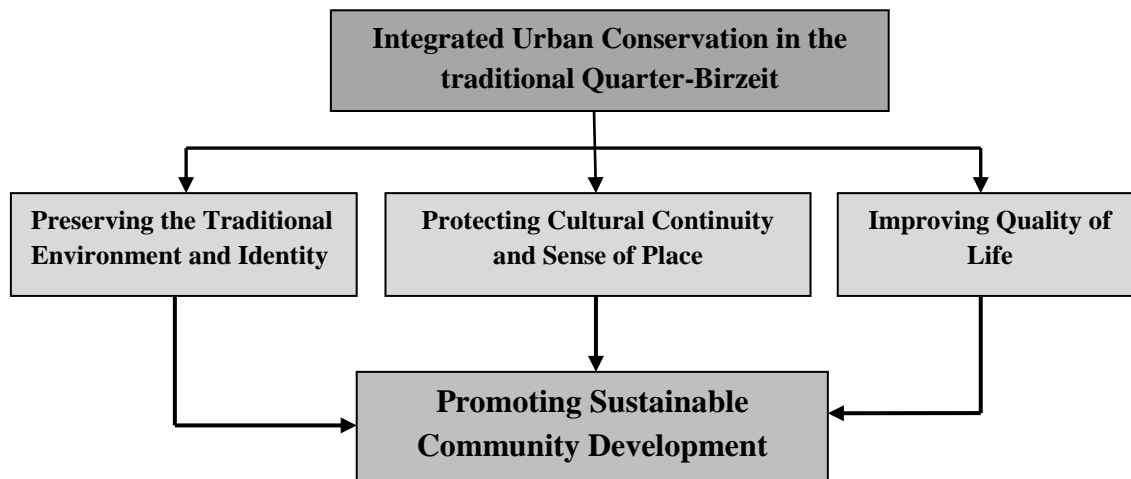 Integrated Urban Conservation in the
traditional Quarter-Birzeit
Preserving the Traditional
Environment and Identity
Protecting Cultural Continuity
and Sense of Place
Improving Quality of
Life
Promoting Sustainable
Community Development